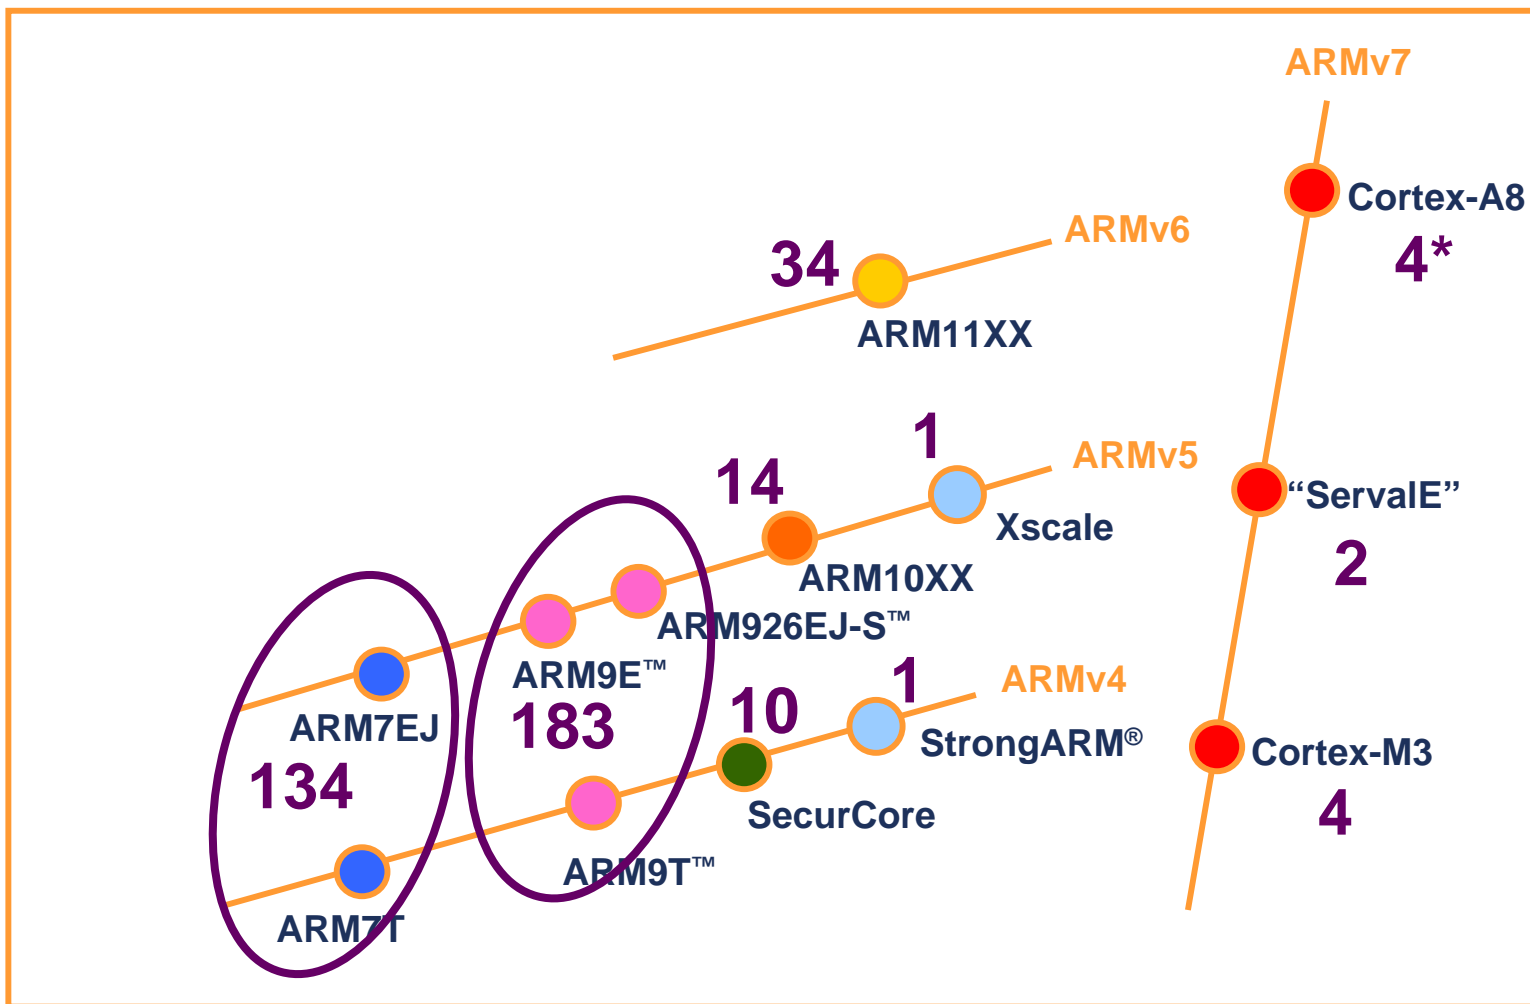 ARMv7
Cortex-A8
4*
ARMv6
34
ARM11XX
1
ARMv5
14
Xscale
“ServalE”
2
ARM10XX
ARM926EJ-S™
ARM9E™
183
ARM7EJ
134
1
ARMv4
10
StrongARM®
Cortex-M3
4
SecurCore
ARM9T™
ARM7T